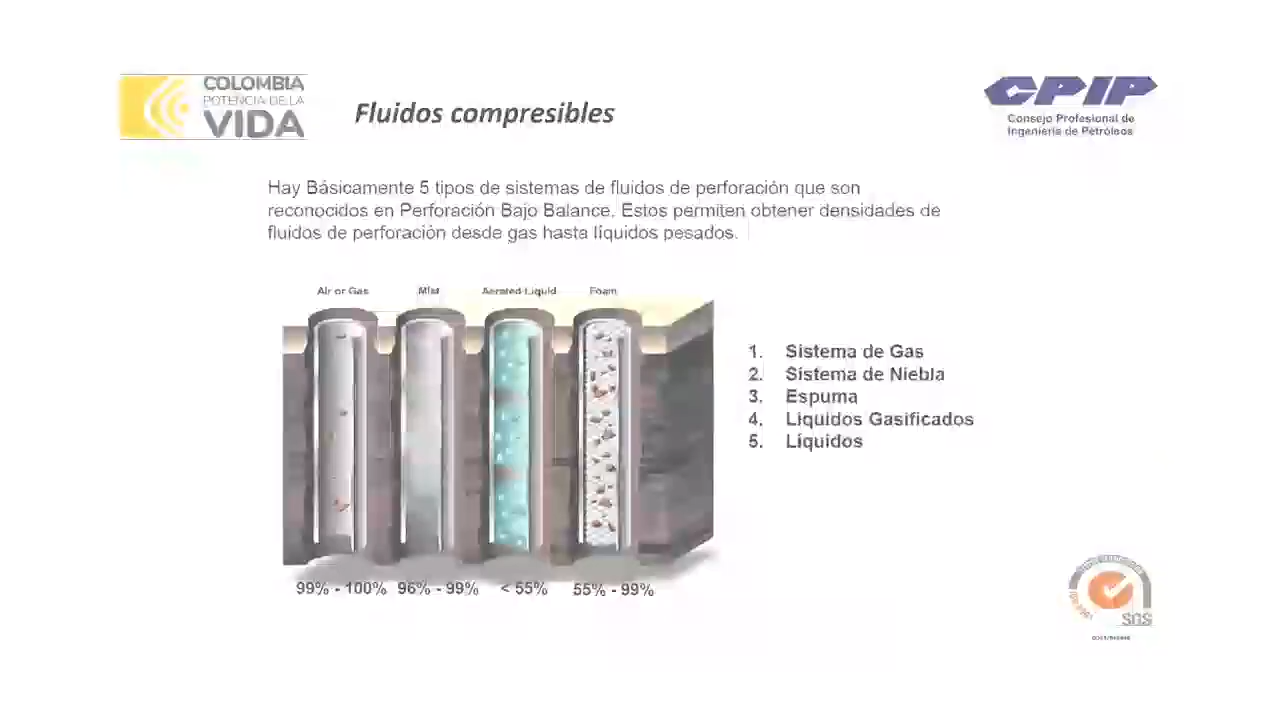 COLOMBIA
POTENCIA DE LA
VIDA
Fluidos compresibles
CPIP
Consejo Profesional de
Ingeniería de Petróleos
Hay Básicamente 5 tipos de sistemas de fluidos de perforación que son
reconocidos en Perforación Bajo Balance. Estos permiten obtener densidades de
fluidos de perforación desde gas hasta líquidos pesados.
Air or Gas Mist Aerated Liquid Foam
1. Sistema de Gas
2. Sistema de Niebla
3. Espuma
4. Liquidos Gasificados
5. Líquidos
99% - 100% 96% - 99% < 55% 55% - 99%
SGS